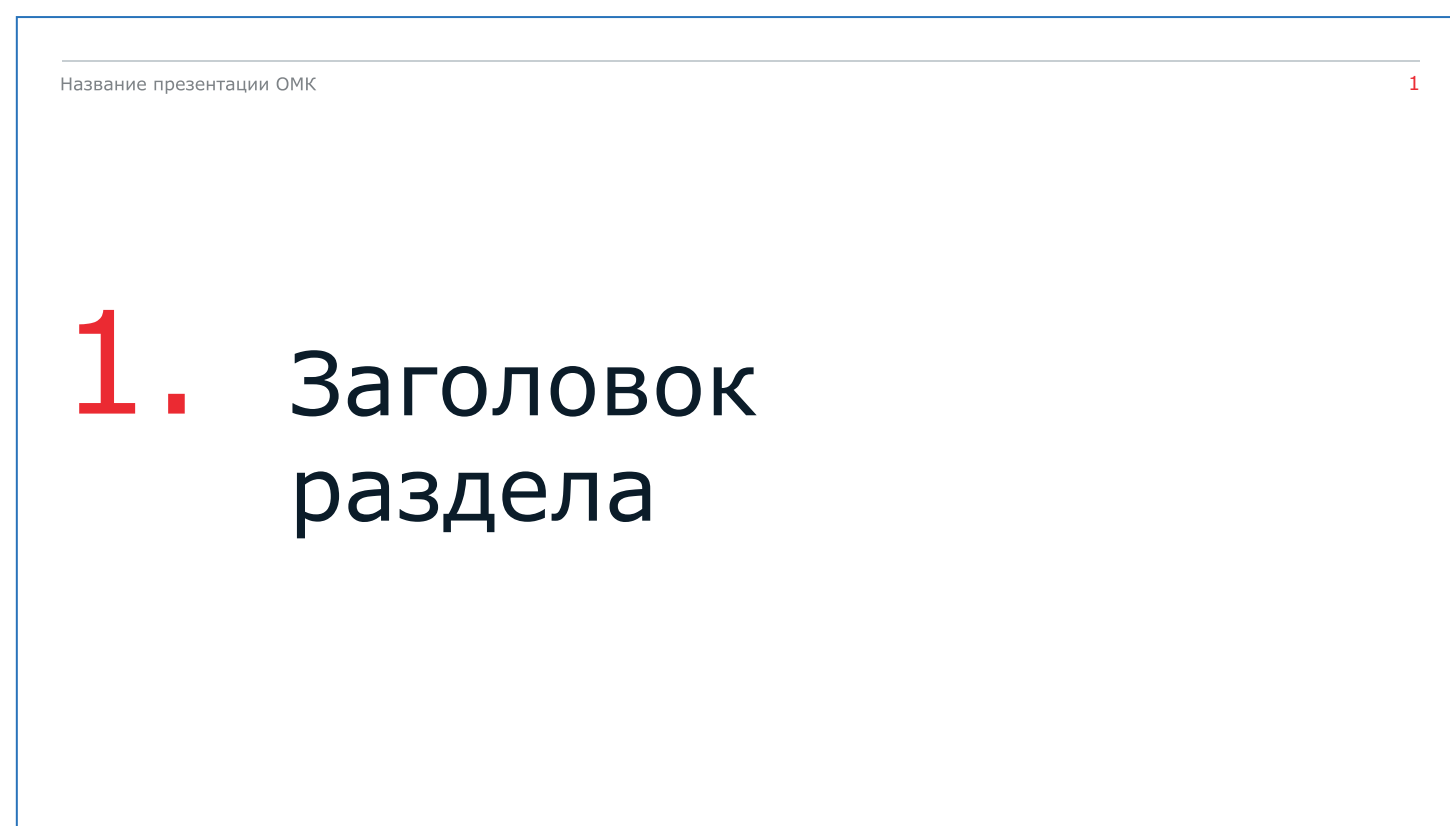 Название презентации ОМК
1
1.
Заголовок
раздела